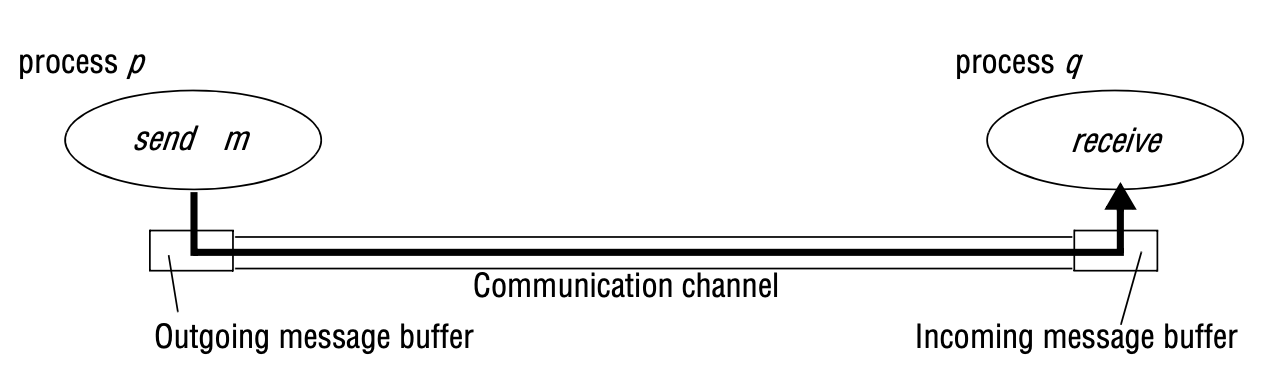 process p
process q
send m
receive
Communication channel
Outgoing message buffer
Incoming message buffer